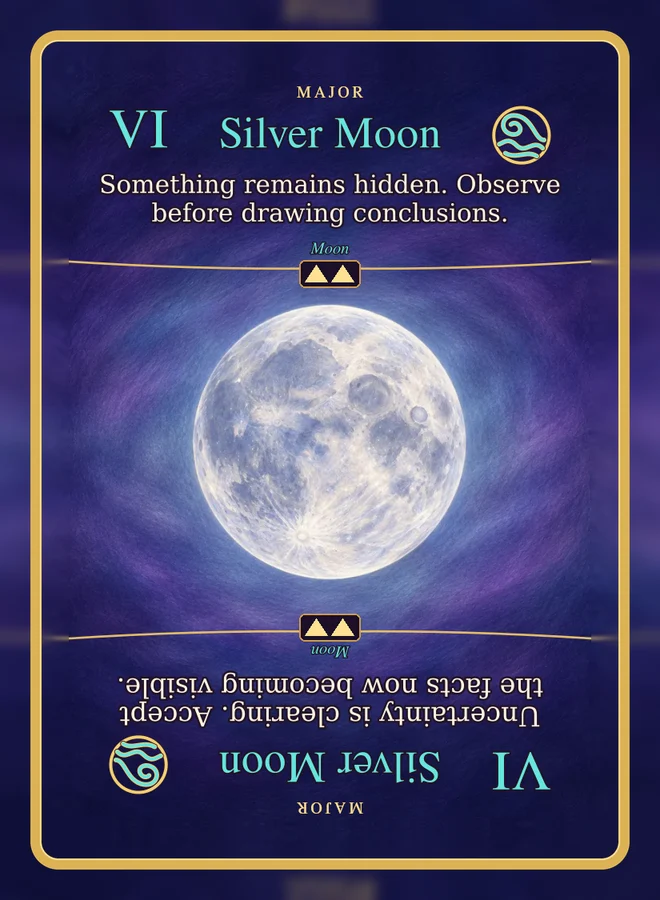 MAJOR
VI Silver Moon
Something remains hidden. Observe
before drawing conclusions.
Moon
Moon
Uncertainty is clearing. Accept
the facts now becoming visible.
VI Silver Moon
MAJOR